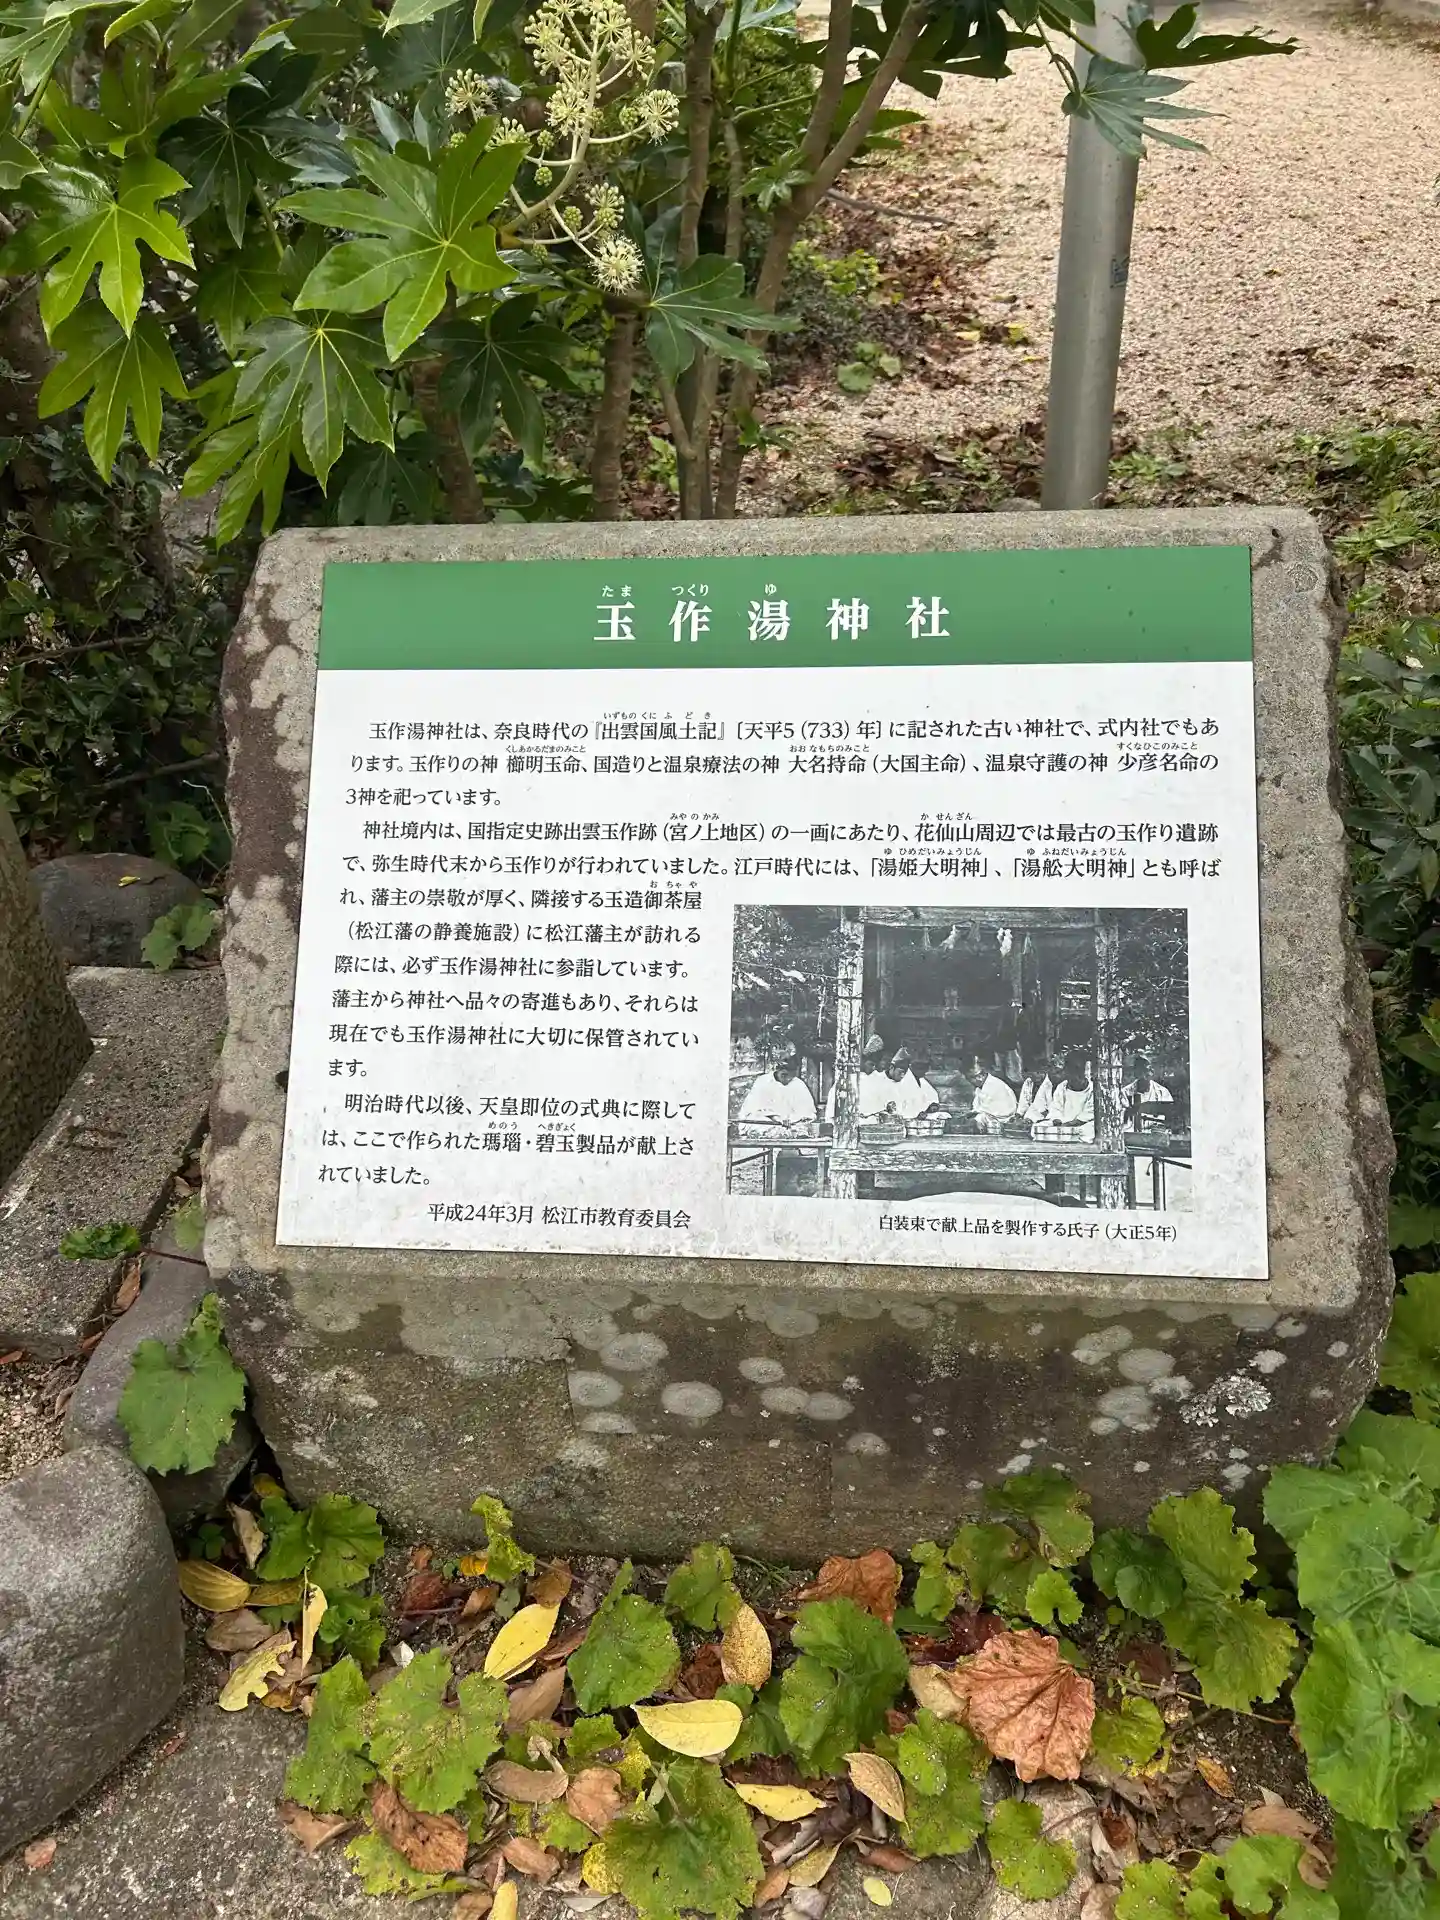 たま つくり ゆ
玉作湯神社
いずものくにふどき
玉作湯神社は、奈良時代の『出雲国風土記』［天平5（733）年］に記された古い神社で、式内社でもあ
くしあかるだまのみこと おおなもちのみこと すくなひこのみこと
ります。玉作りの神 櫛明玉命、国造りと温泉療法の神 大名持命（大国主命）、温泉守護の神 少彦名命の
3神を祀っています。
みやのかみ かせんざん
神社境内は、国指定史跡出雲玉作跡（宮ノ上地区）の一画にあたり、花仙山周辺では最古の玉作り遺跡
ゆひめだいみょうじん ゆふねだいみょうじん
で、弥生時代末から玉作りが行われていました。江戸時代には、「湯姫大明神」、「湯舩大明神」とも呼ば
おちゃや
れ、藩主の崇敬が厚く、隣接する玉造御茶屋
（松江藩の静養施設）に松江藩主が訪れる
際には、必ず玉作湯神社に参詣しています。
藩主から神社へ品々の寄進もあり、それらは
現在でも玉作湯神社に大切に保管されてい
ます。
明治時代以後、天皇即位の式典に際して
めのう へきぎょく
は、ここで作られた瑪瑙・碧玉製品が献上さ
れていました。
平成24年3月 松江市教育委員会
白装束で献上品を製作する氏子（大正5年）